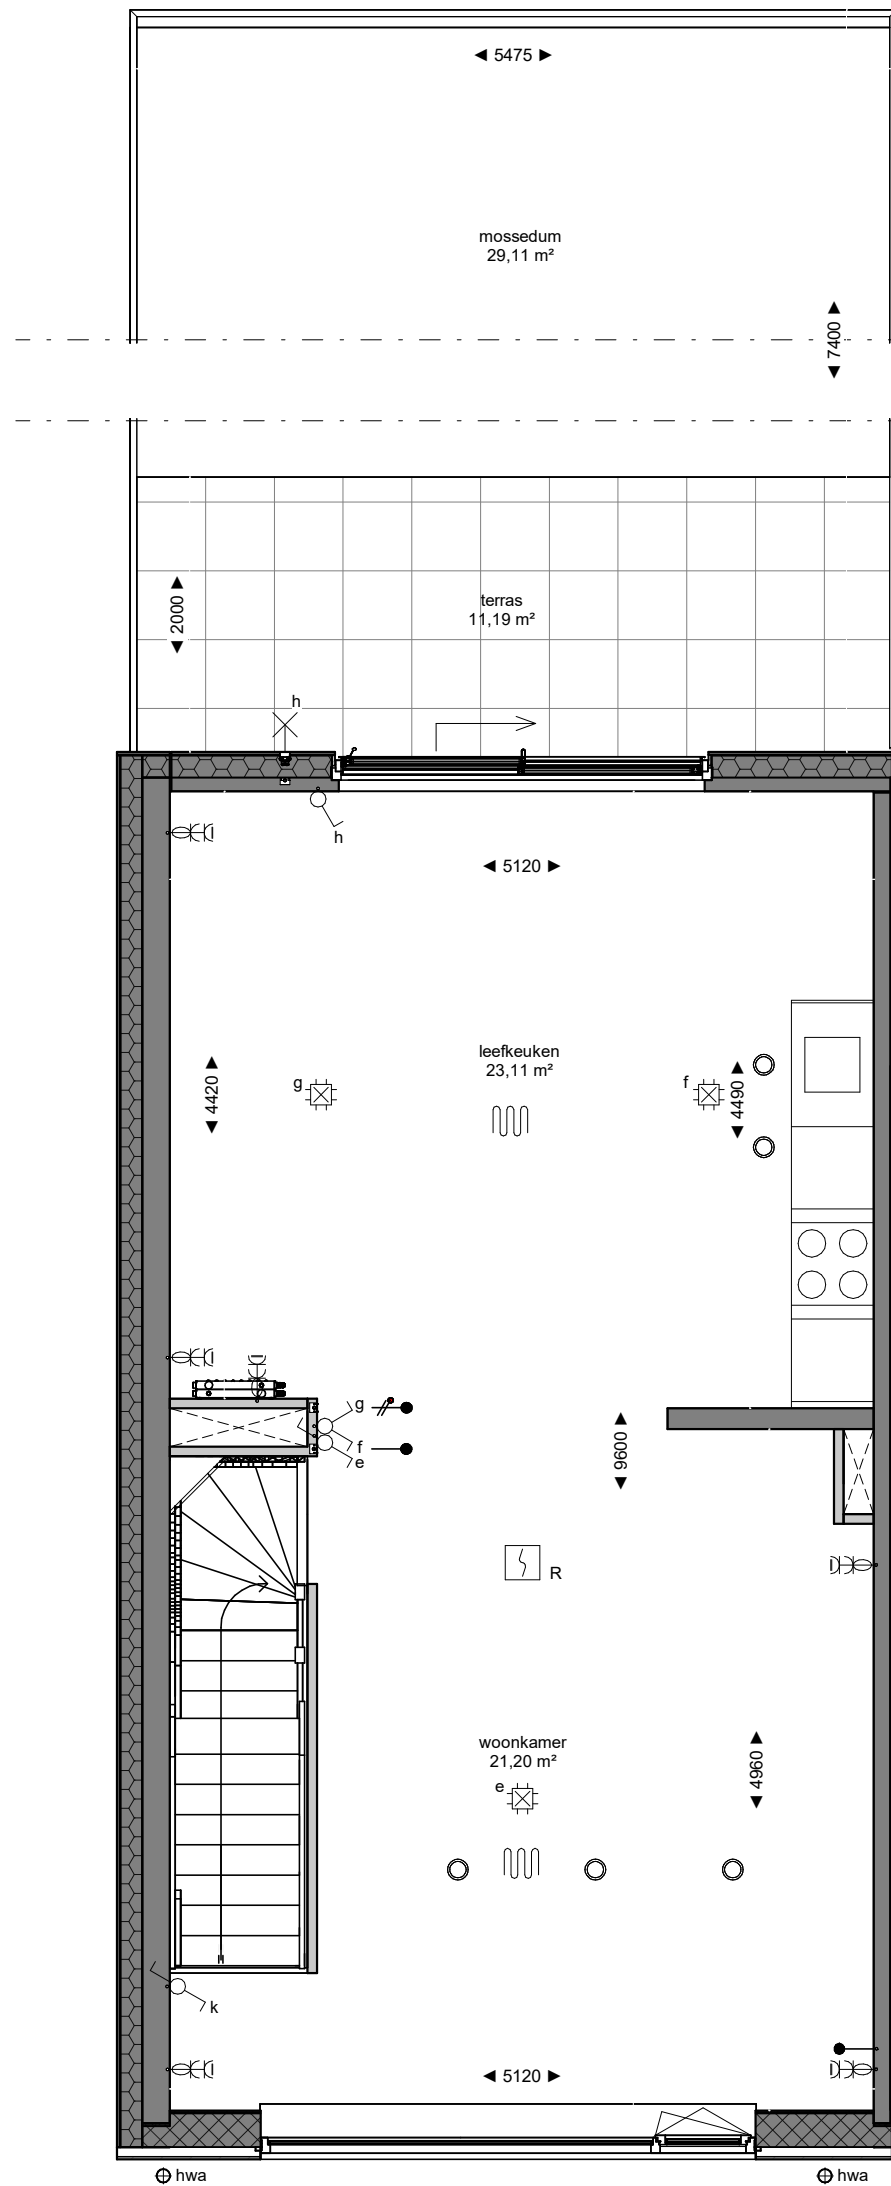 5475
mossedum
29,11 m²
7400
2000
terras
11,19 m²
h
h
5120
leefkeuken
23,11 m²
4420
g
f
4490
g
f
e
9600
R
woonkamer
21,20 m²
e
4960
k
5120
hwa
hwa